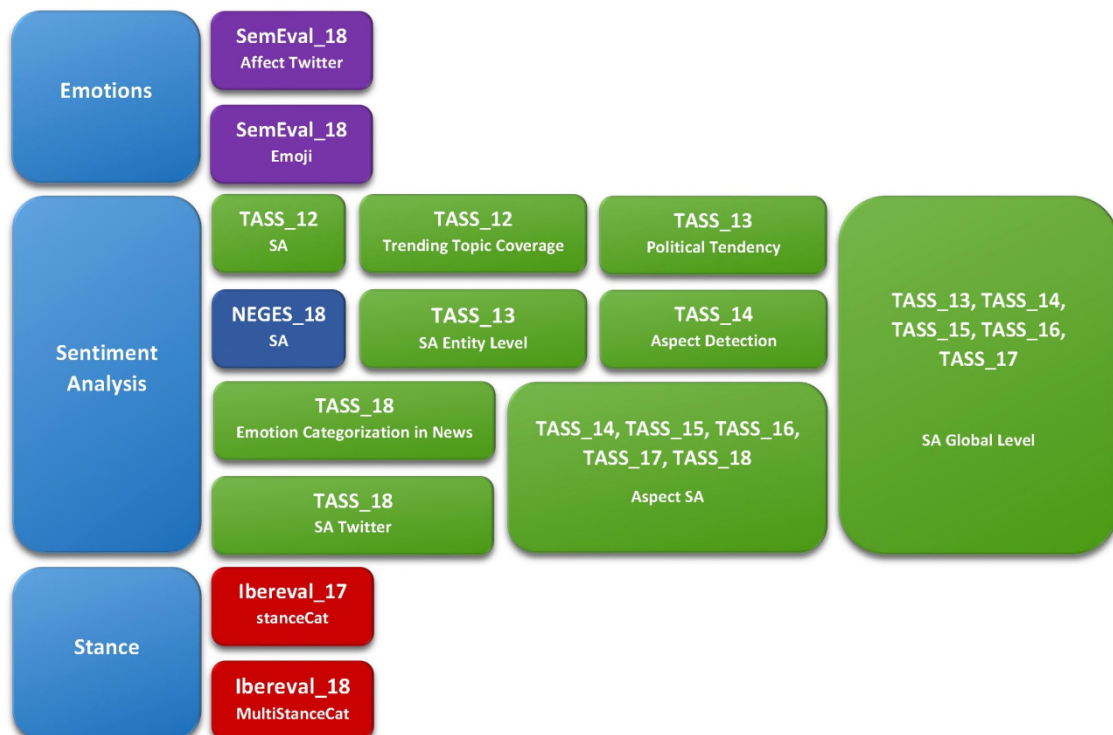 Emotions
SemEval_18
Affect Twitter
SemEval_18
Emoji
Sentiment
Analysis
TASS_12
SA
TASS_12
Trending Topic Coverage
TASS_13
Political Tendency
NEGES_18
SA
TASS_13
SA Entity Level
TASS_14
Aspect Detection
TASS_18
Emotion Categorization in News
TASS_18
SA Twitter
TASS_14, TASS_15, TASS_16,
TASS_17, TASS_18
Aspect SA
TASS_13, TASS_14,
TASS_15, TASS_16,
TASS_17
SA Global Level
Stance
Ibereval_17
stanceCat
Ibereval_18
MultiStanceCat